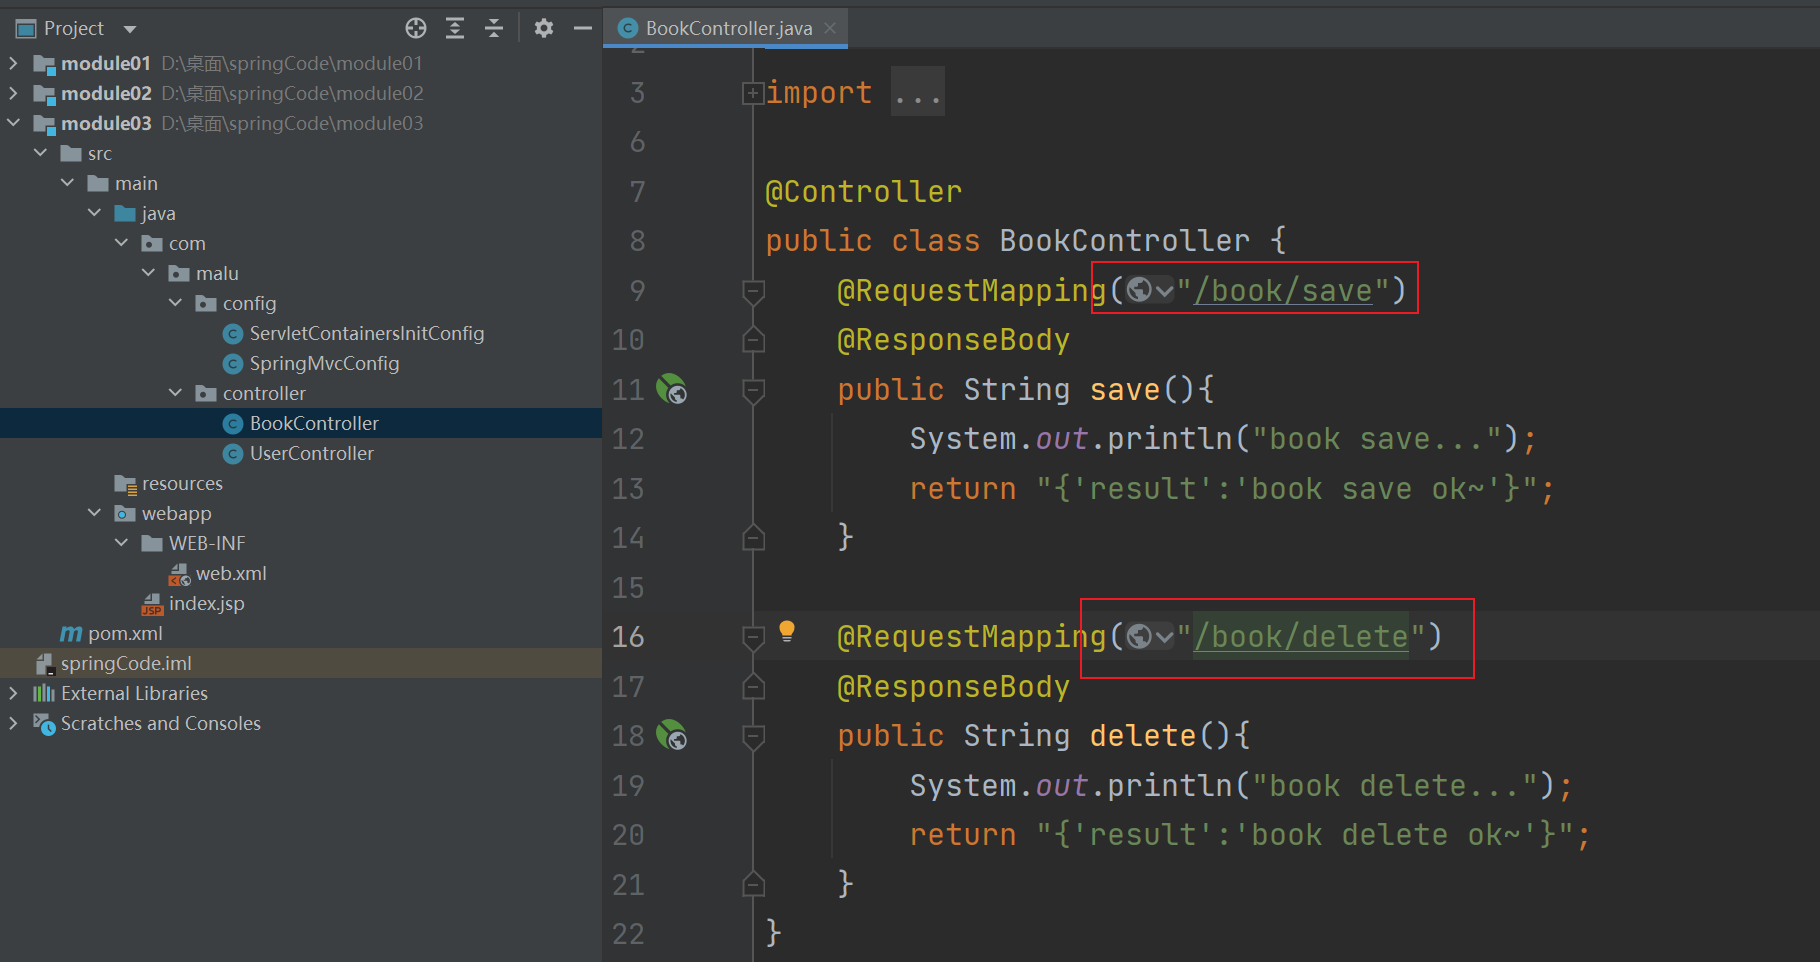 Project
module01 D:\桌面\springCode\module01
module02 D:\桌面\springCode\module02
module03 D:\桌面\springCode\module03
src
main
java
com
malu
config
ServletContainersInitConfig
SpringMvcConfig
controller
BookController
UserController
resources
webapp
WEB-INF
web.xml
index.jsp
pom.xml
springCode.iml
External Libraries
Scratches and Consoles
BookController.java
3 import ...
6
7 @Controller
8 public class BookController {
9 @RequestMapping("/book/save")
10 @ResponseBody
11 public String save(){
12 System.out.println("book save...");
13 return "{'result':'book save ok~'}";
14 }
15
16 @RequestMapping("/book/delete")
17 @ResponseBody
18 public String delete(){
19 System.out.println("book delete...");
20 return "{'result':'book delete ok~'}";
21 }
22 }